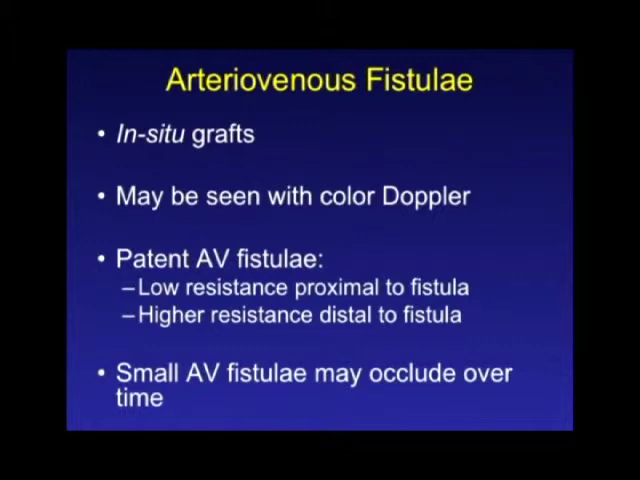 Arteriovenous Fistulae
• In-situ grafts
• May be seen with color Doppler
• Patent AV fistulae:
–Low resistance proximal to fistula
–Higher resistance distal to fistula
• Small AV fistulae may occlude over
time